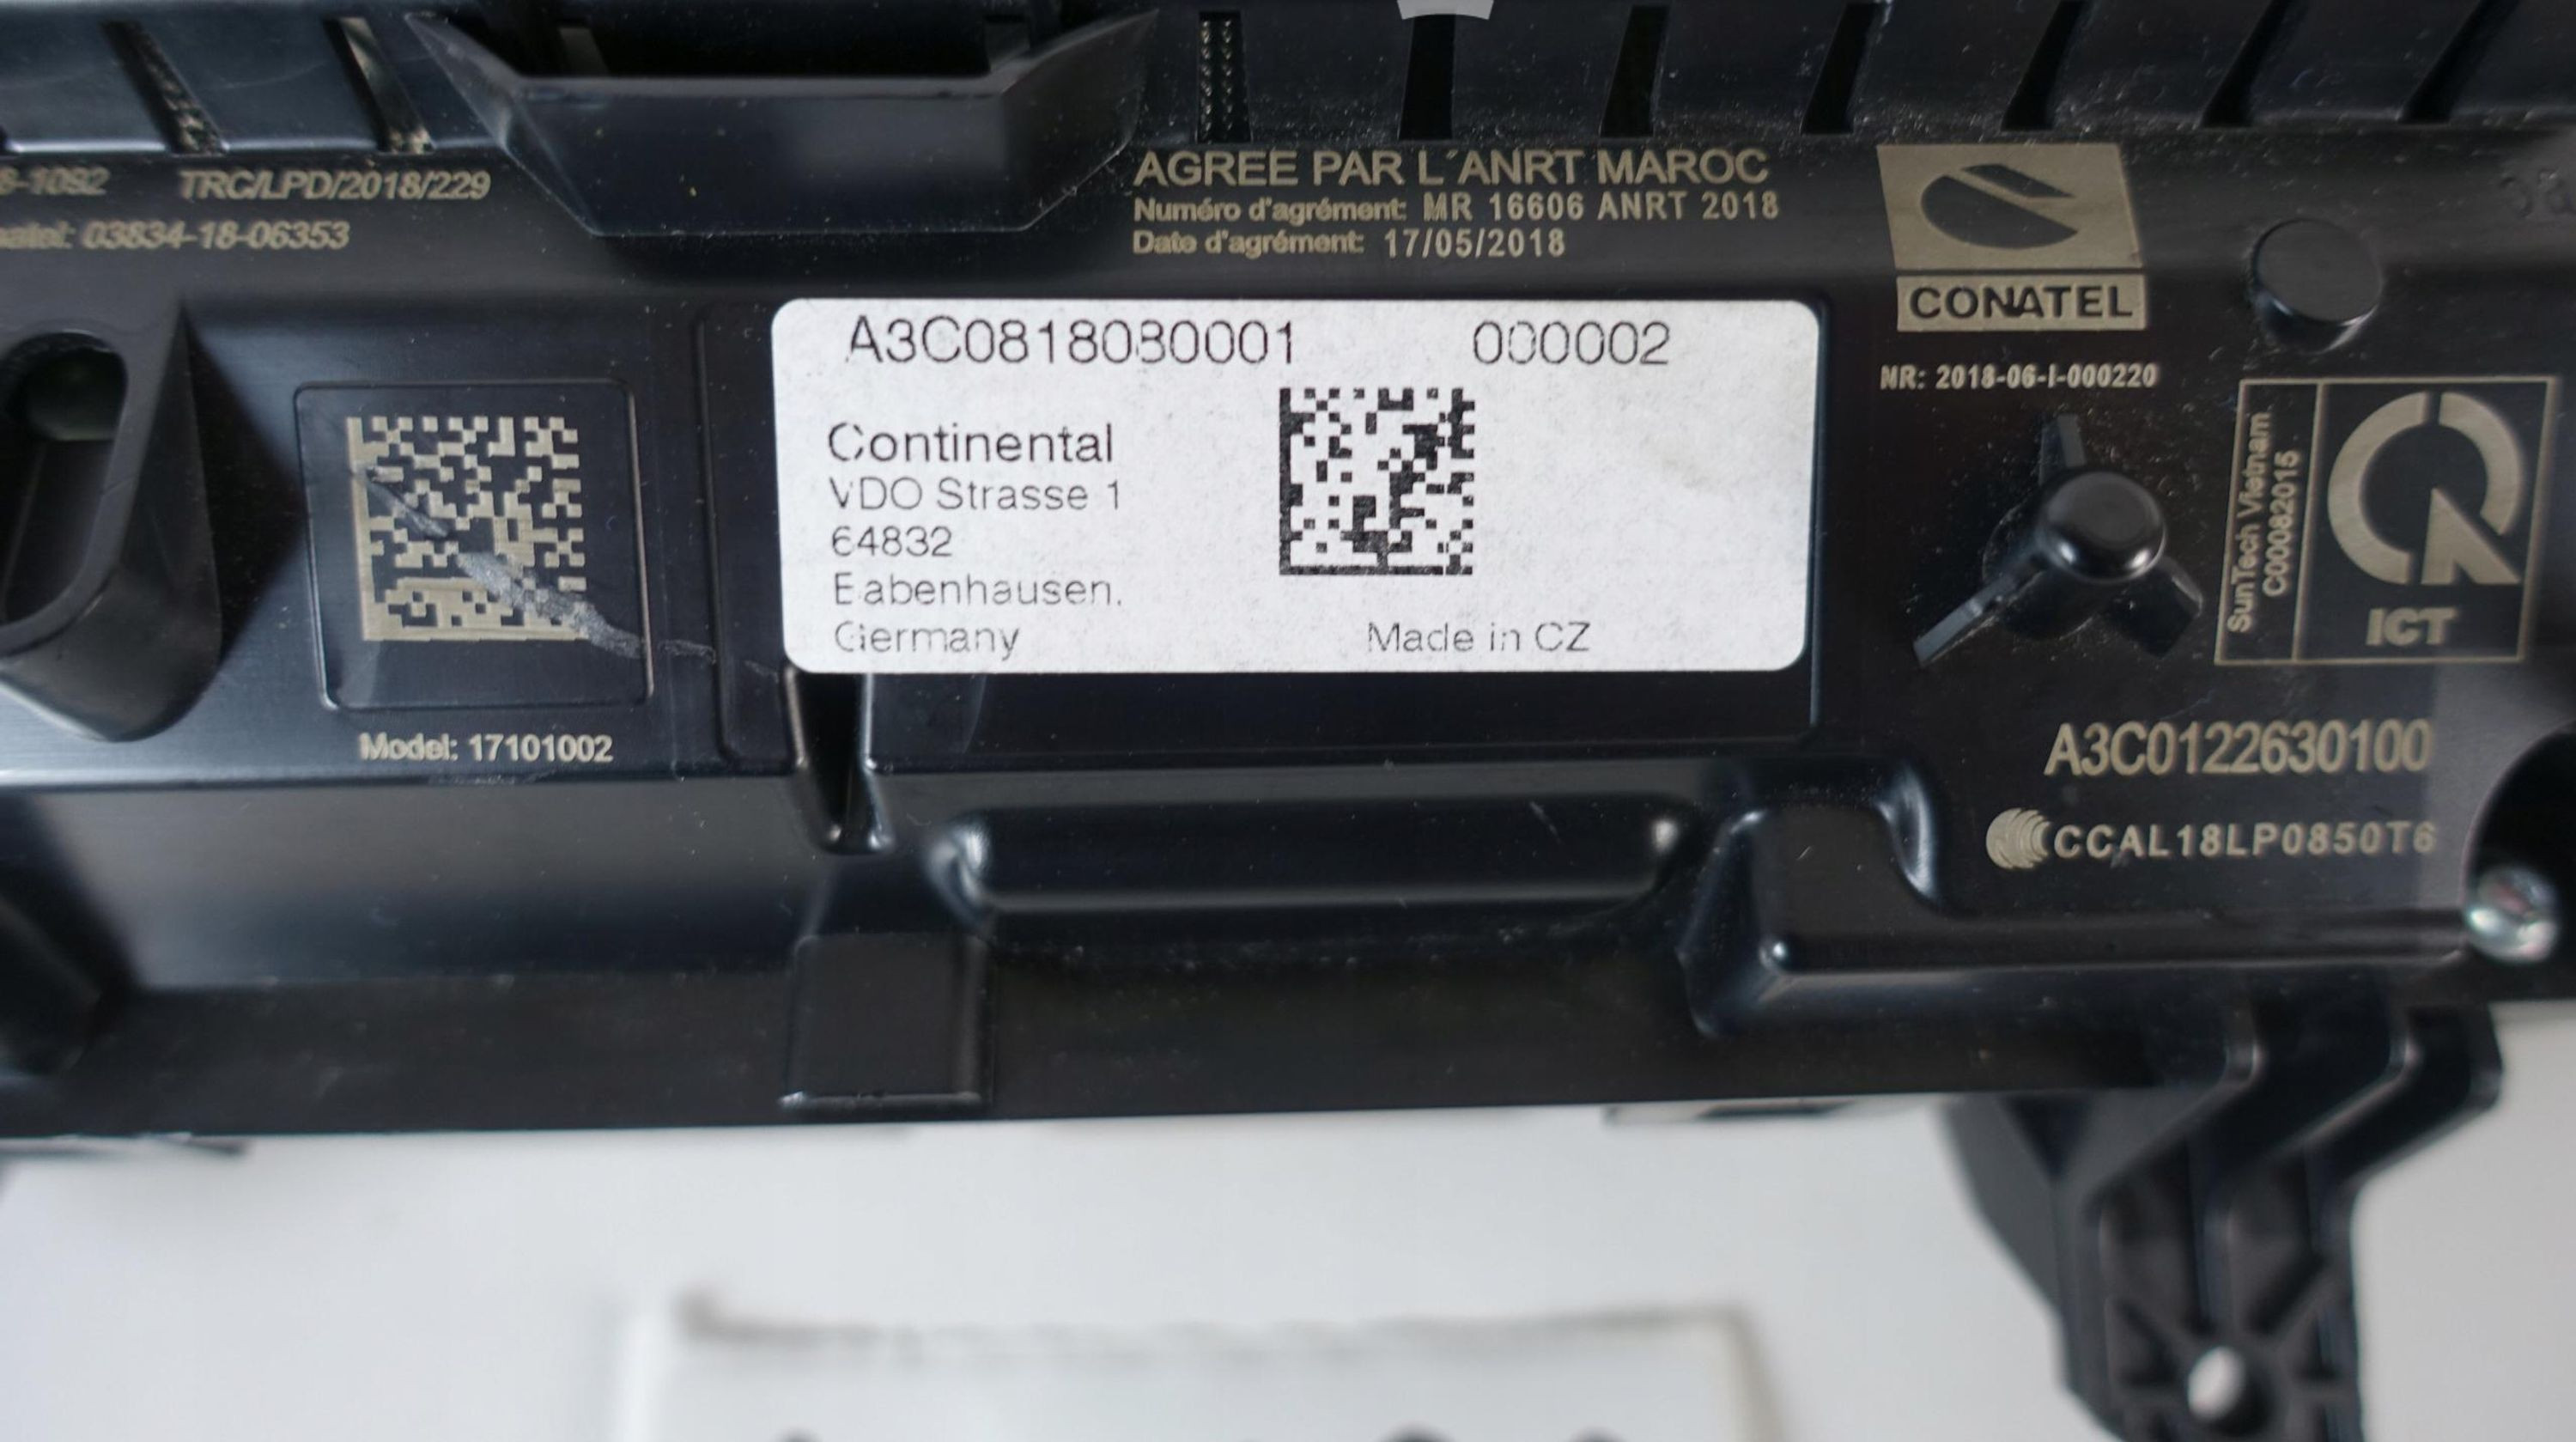 TRC/LPD/2018/229
03834-18-06353
AGREE PAR L´ANRT MAROC
Numéro d'agrément: MR 16606 ANRT 2018
Date d'agrément: 17/05/2018
CONATEL
NR: 2018-06-I-000220
A3C0818080001 000002
Continental
VDO Strasse 1
64832
Babenhausen.
Germany
Made in CZ
Model: 17101002
SunTech Vietnam
C00082015
ICT
A3C0122630100
CCAL18LP0850T6